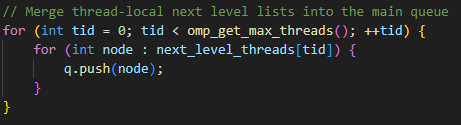 // Merge thread-local next level lists into the main queue
for (int tid = 0; tid < omp_get_max_threads(); ++tid) {
    for (int node : next_level_threads[tid]) {
        q.push(node);
    }
}